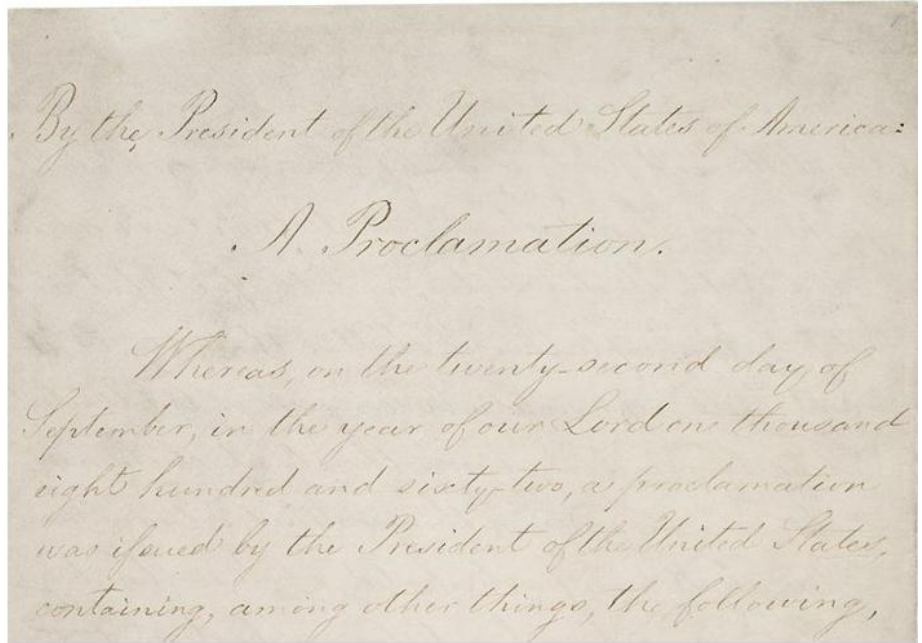 By the President of the United States of America:
A Proclamation.
Whereas, on the twenty-second day of
September, in the year of our Lord one thousand
eight hundred and sixty-two, a proclamation
was issued by the President of the United States,
containing, among other things, the following,